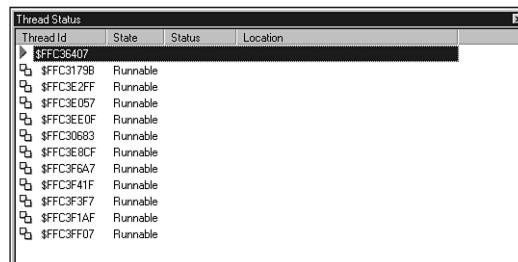 Thread Status
Thread Id State Status Location
$FFC36407
$FFC3179B Runnable
$FFC3E2FF Runnable
$FFC3E057 Runnable
$FFC3EE0F Runnable
$FFC30683 Runnable
$FFC3E8CF Runnable
$FFC3F6A7 Runnable
$FFC3F41F Runnable
$FFC3F3F7 Runnable
$FFC3F1AF Runnable
$FFC3FF07 Runnable